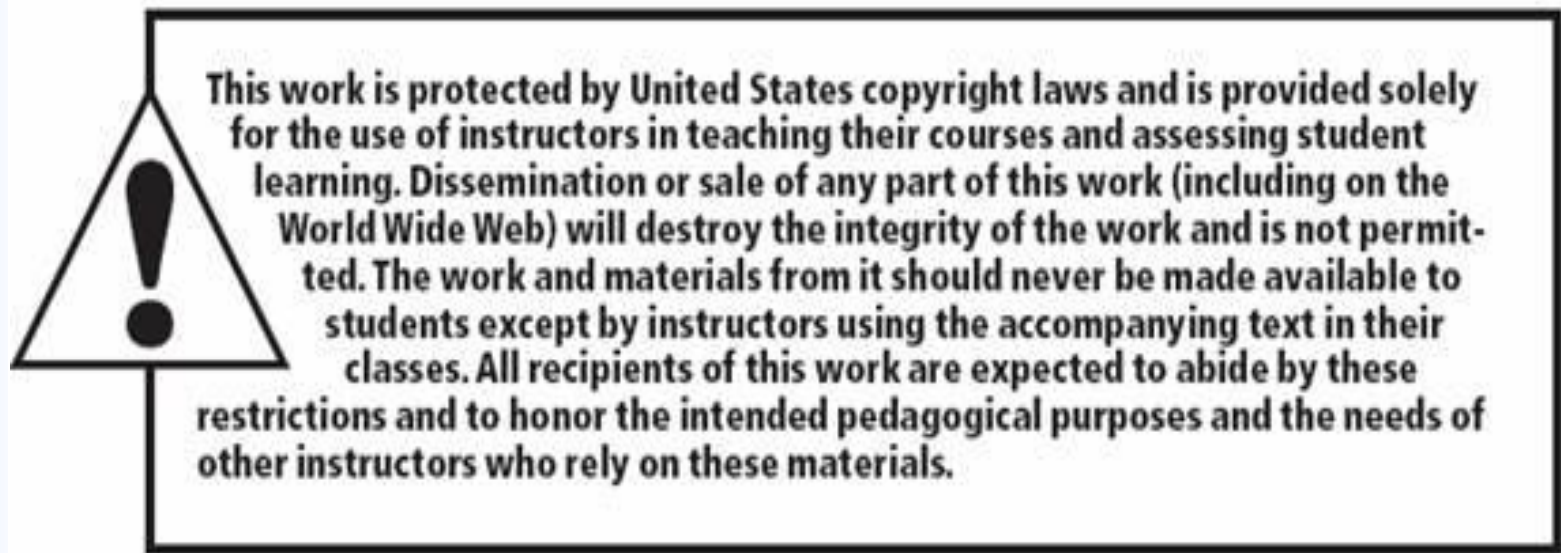 This work is protected by United States copyright laws and is provided solely
for the use of instructors in teaching their courses and assessing student
learning. Dissemination or sale of any part of this work (including on the
World Wide Web) will destroy the integrity of the work and is not permit-
ted. The work and materials from it should never be made available to
students except by instructors using the accompanying text in their
classes. All recipients of this work are expected to abide by these
restrictions and to honor the intended pedagogical purposes and the needs of
other instructors who rely on these materials.